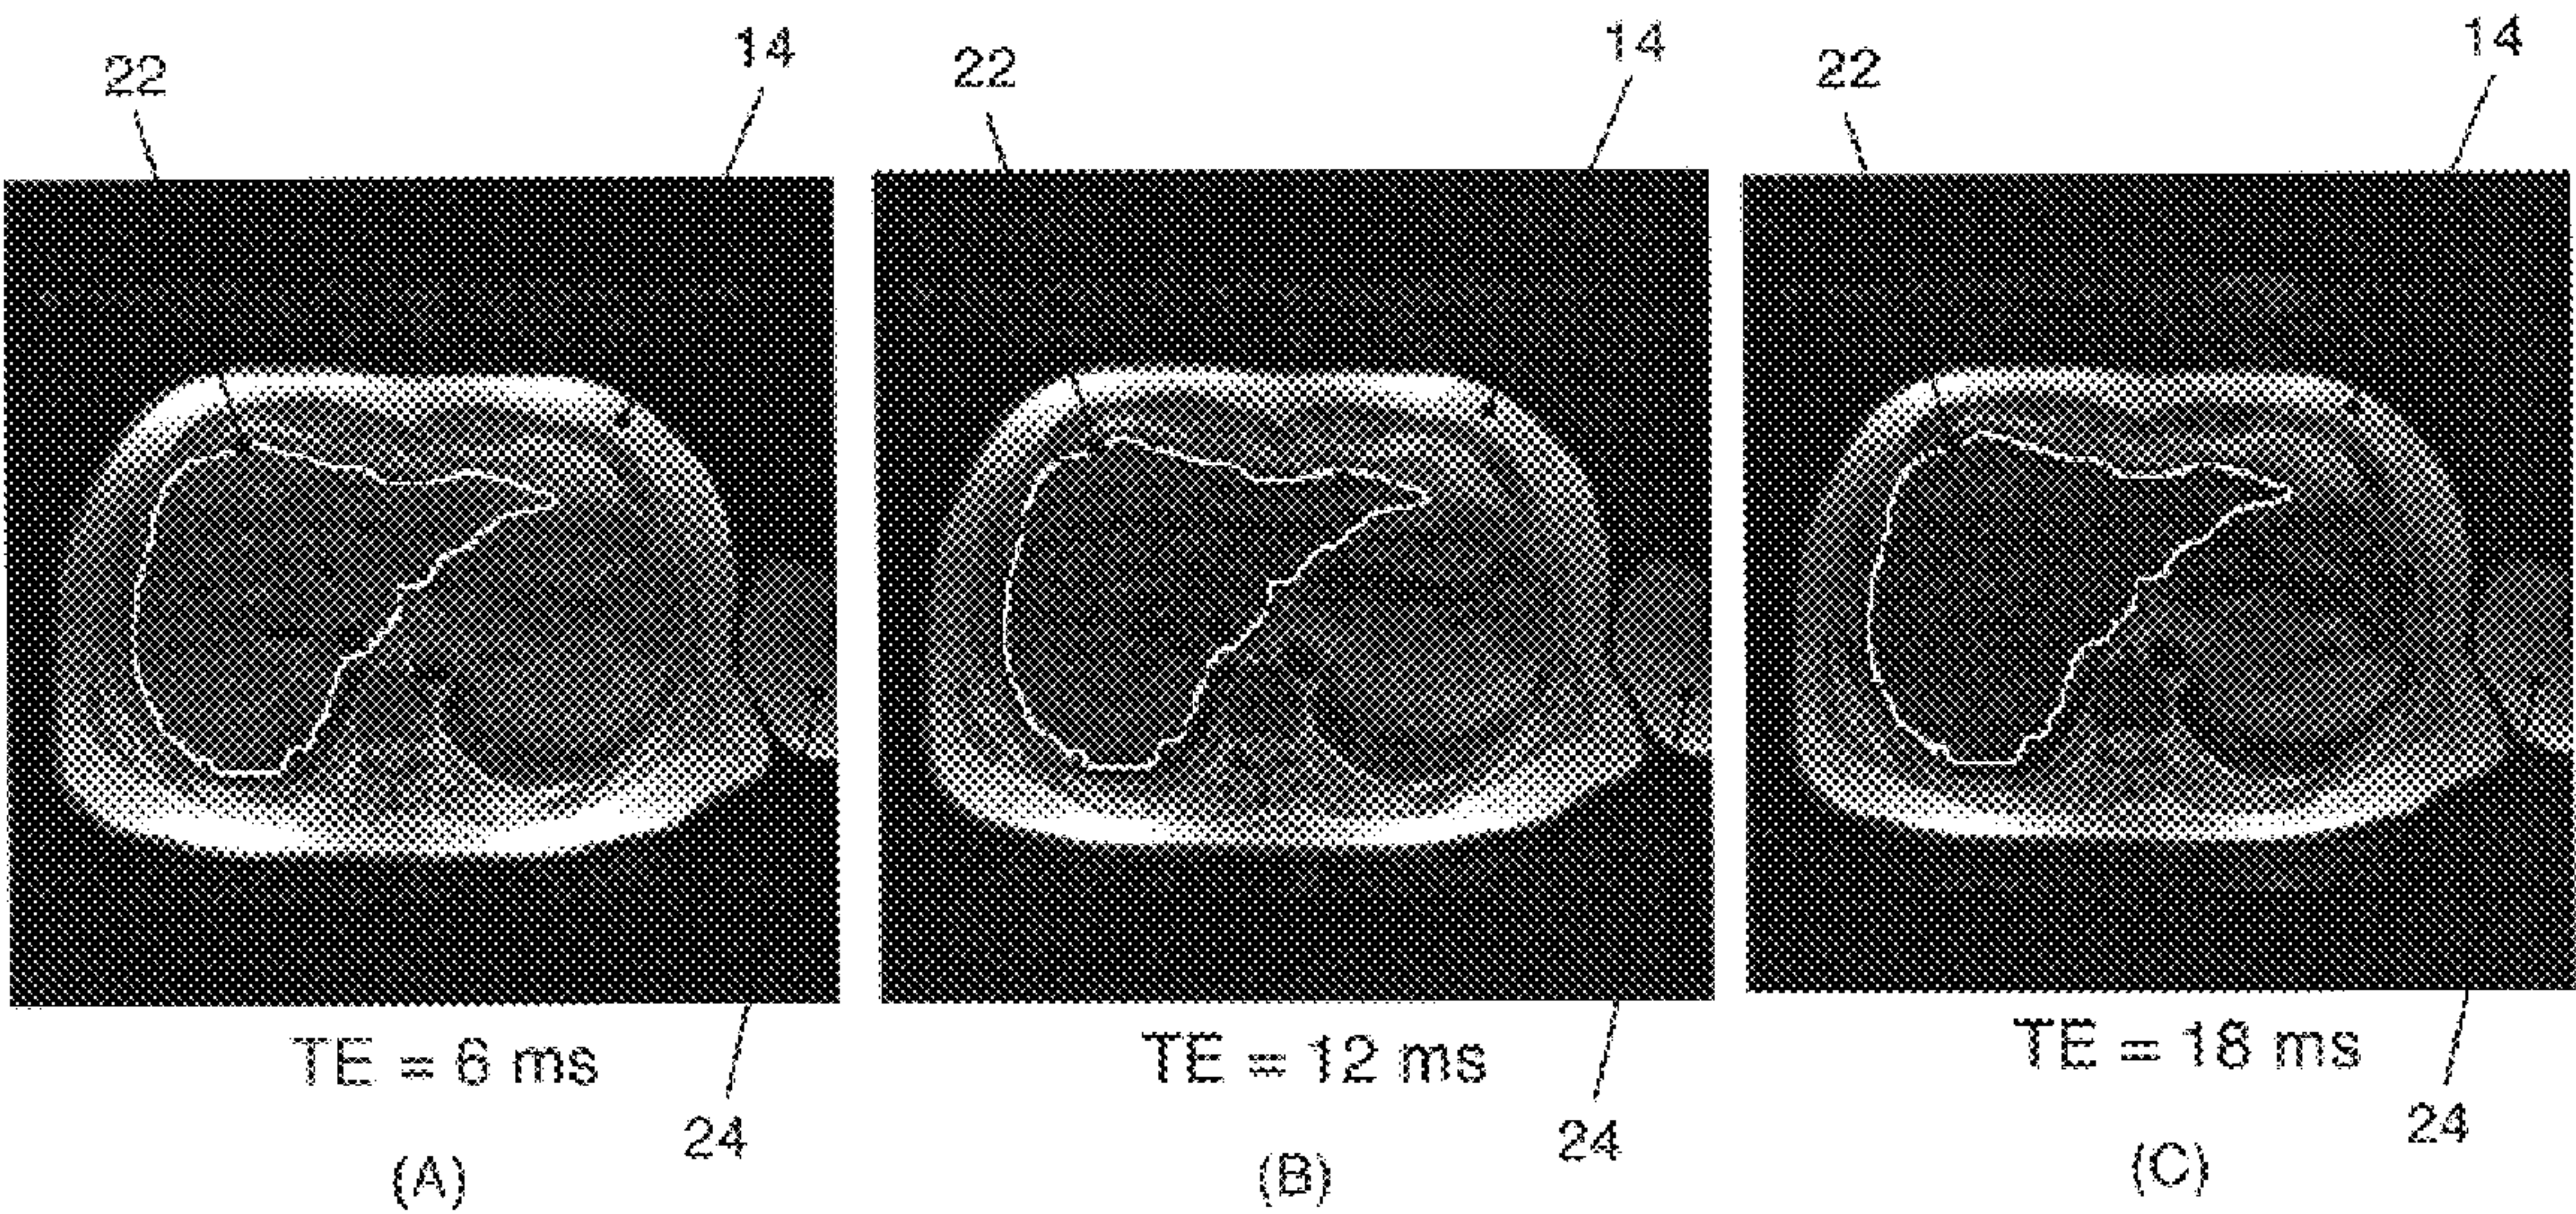 22 14 22 14 22 14
TE = 6 ms TE = 12 ms TE = 18 ms
24 24 24
(A) (B) (C)